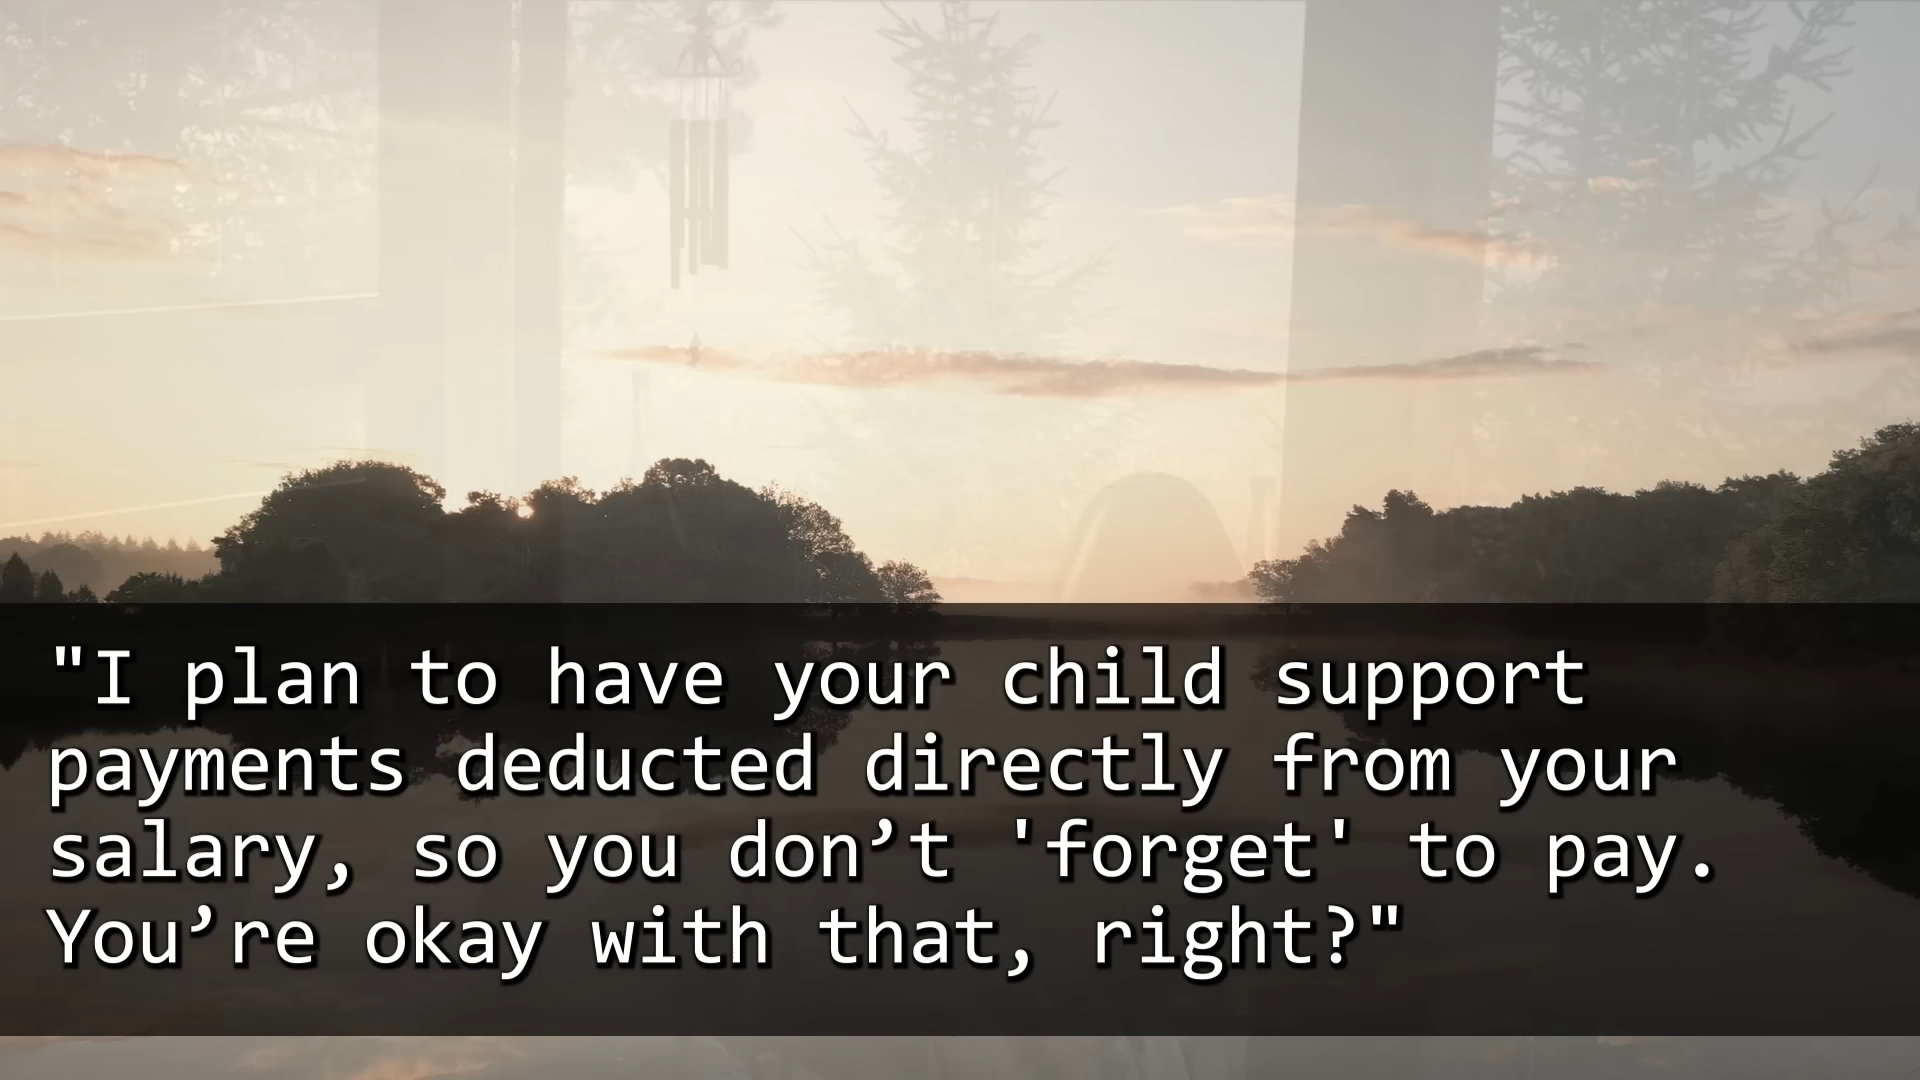 "I plan to have your child support
payments deducted directly from your
salary, so you don’t 'forget' to pay.
You’re okay with that, right?"